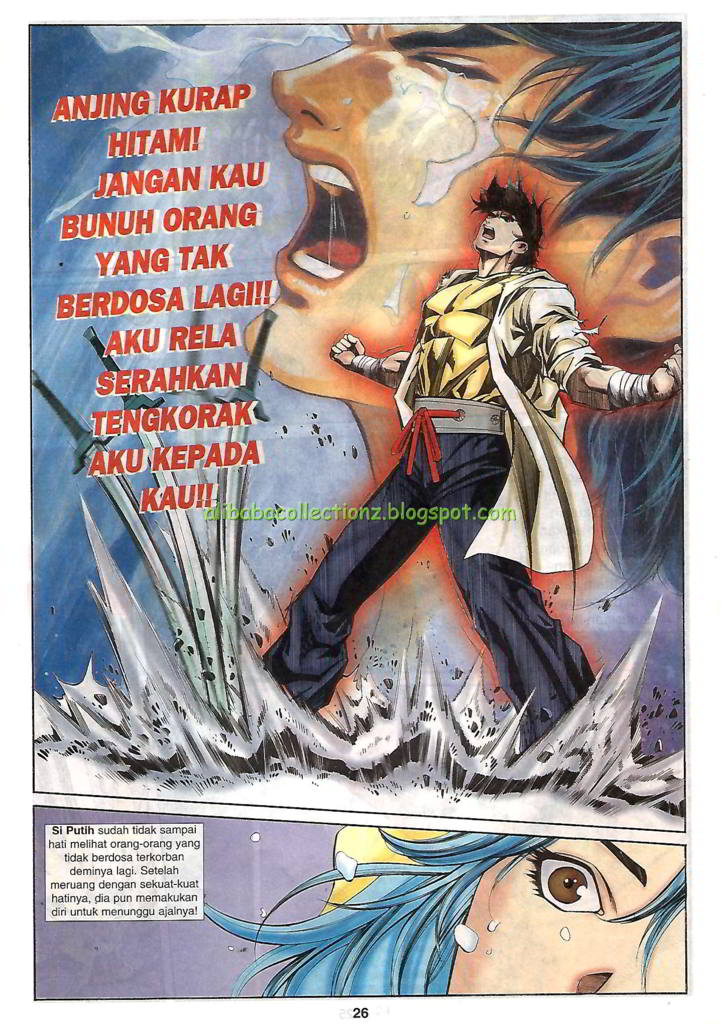 ANJING KURAP
HITAM!
JANGAN KAU
BUNUH ORANG
YANG TAK
BERDOSA LAGI!!
AKU RELA
SERAHKAN
TENGKORAK
AKU KEPADA
KAU!!
alibabacollectionz.blogspot.com
Si Putih sudah tidak sampai
hati melihat orang-orang yang
tidak berdosa terkorban
deminya lagi. Setelah
meruang dengan sekuat-kuat
hatinya, dia pun memakukan
diri untuk menunggu ajalnya!
26